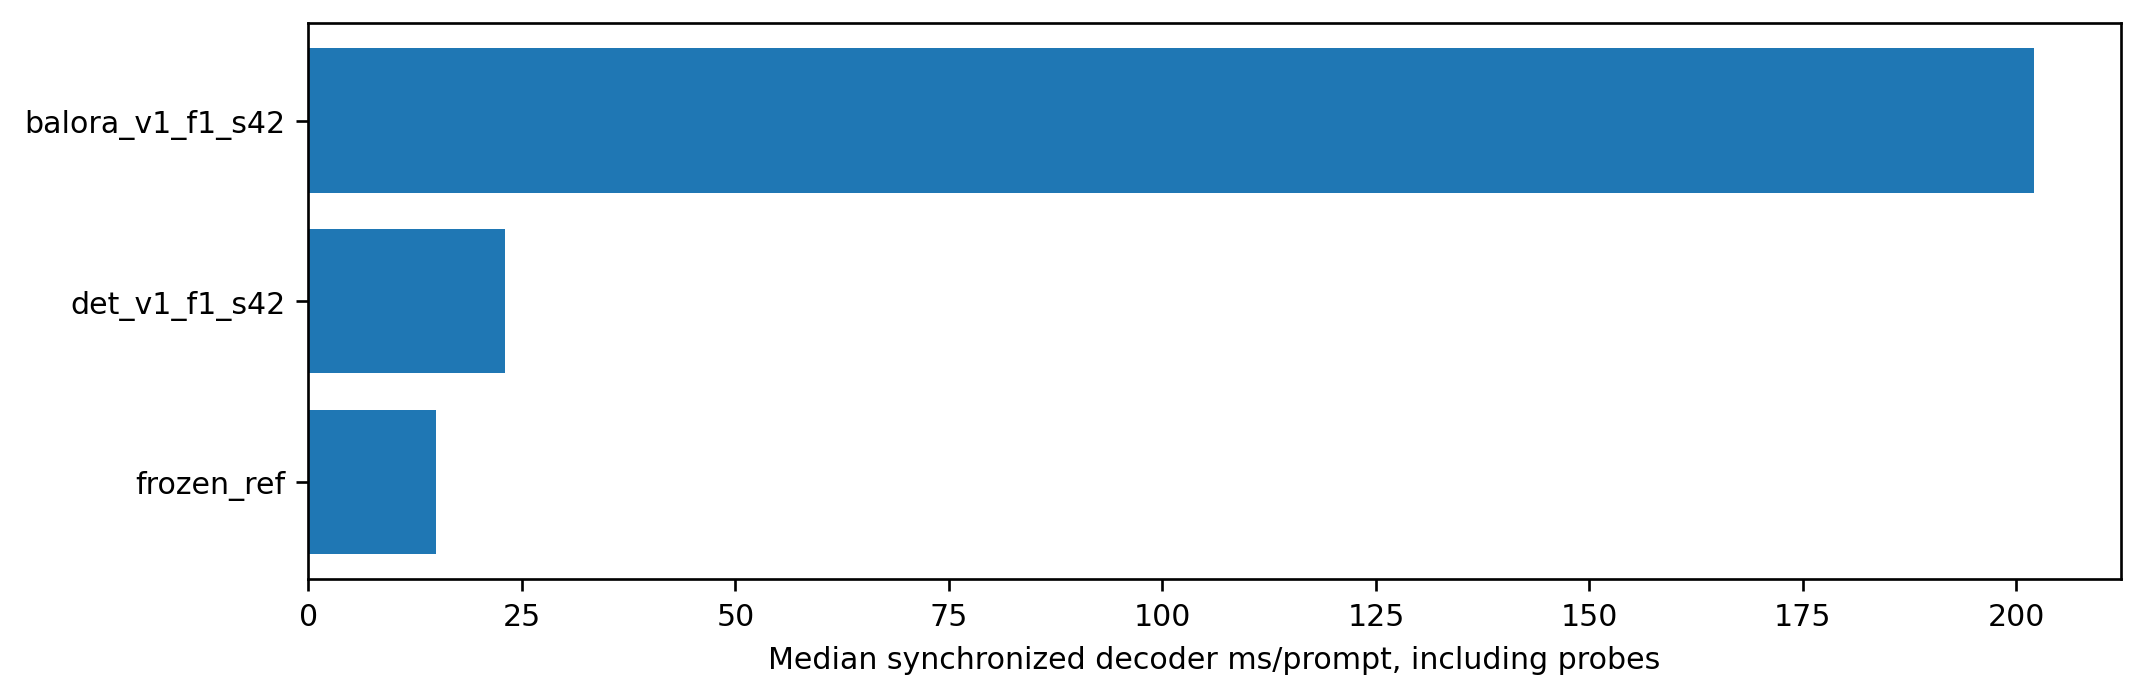 balora_v1_f1_s42
det_v1_f1_s42
frozen_ref
0 25 50 75 100 125 150 175 200
Median synchronized decoder ms/prompt, including probes